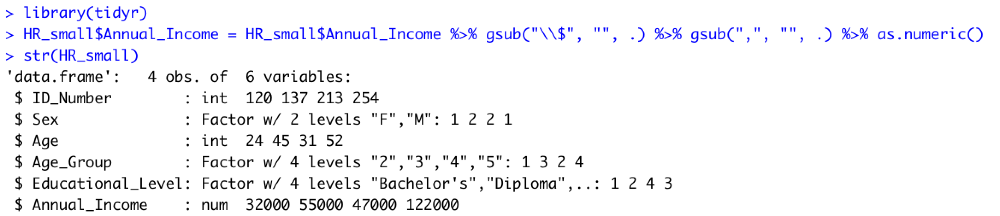 > library(tidyr)
> HR_small$Annual_Income = HR_small$Annual_Income %>% gsub("\\$", "", .) %>% gsub(",", "", .) %>% as.numeric()
> str(HR_small)
'data.frame':   4 obs. of  6 variables:
 $ ID_Number        : int  120 137 213 254
 $ Sex              : Factor w/ 2 levels "F","M": 1 2 2 1
 $ Age              : int  24 45 31 52
 $ Age_Group        : Factor w/ 4 levels "2","3","4","5": 1 3 2 4
 $ Educational_Level: Factor w/ 4 levels "Bachelor's","Diploma",..: 1 2 4 3
 $ Annual_Income    : num  32000 55000 47000 122000